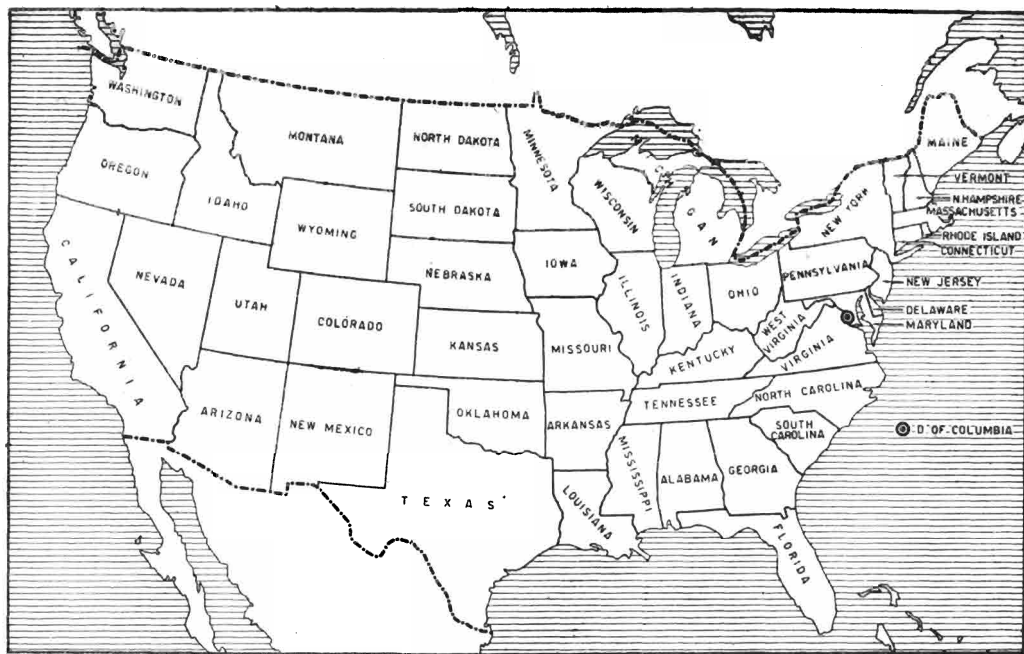 WASHINGTON
MONTANA
NORTH DAKOTA
MINNESOTA
MAINE
OREGON
IDAHO
WYOMING
SOUTH DAKOTA
WISCONSIN
NEW YORK
VERMONT
N.HAMPSHIRE
MASSACHUSETTS
RHODE ISLAND
CONNECTICUT
CALIFORNIA
NEVADA
UTAH
COLORADO
NEBRASKA
IOWA
ILLINOIS
INDIANA
OHIO
PENNSYLVANIA
NEW JERSEY
DELAWARE
MARYLAND
KANSAS
MISSOURI
KENTUCKY
WEST
VIRGINIA
VIRGINIA
ARIZONA
NEW MEXICO
OKLAHOMA
ARKANSAS
TENNESSEE
NORTH CAROLINA
SOUTH
CAROLINA
D. OF COLUMBIA
TEXAS
LOUISIANA
MISSISSIPPI
ALABAMA
GEORGIA
FLORIDA